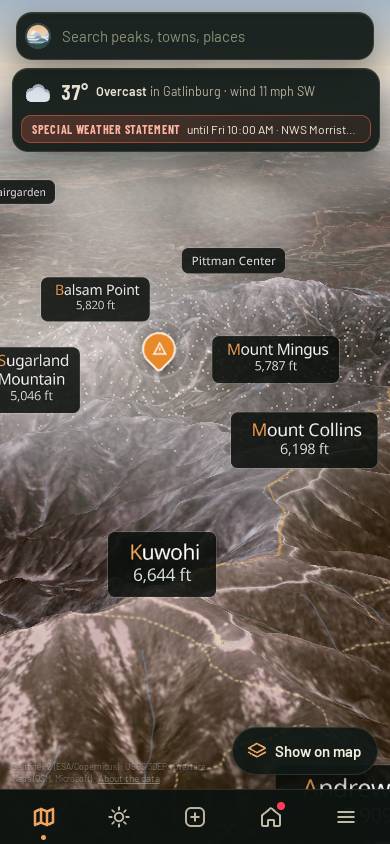 Search peaks, towns, places
37° Overcast in Gatlinburg · wind 11 mph SW
SPECIAL WEATHER STATEMENT until Fri 10:00 AM · NWS Morrist…
airgarden
Pittman Center
Balsam Point
5,820 ft
Mount Mingus
5,787 ft
Sugarland
Mountain
5,046 ft
Mount Collins
6,198 ft
Kuwohi
6,644 ft
Show on map
About the data
Andrew